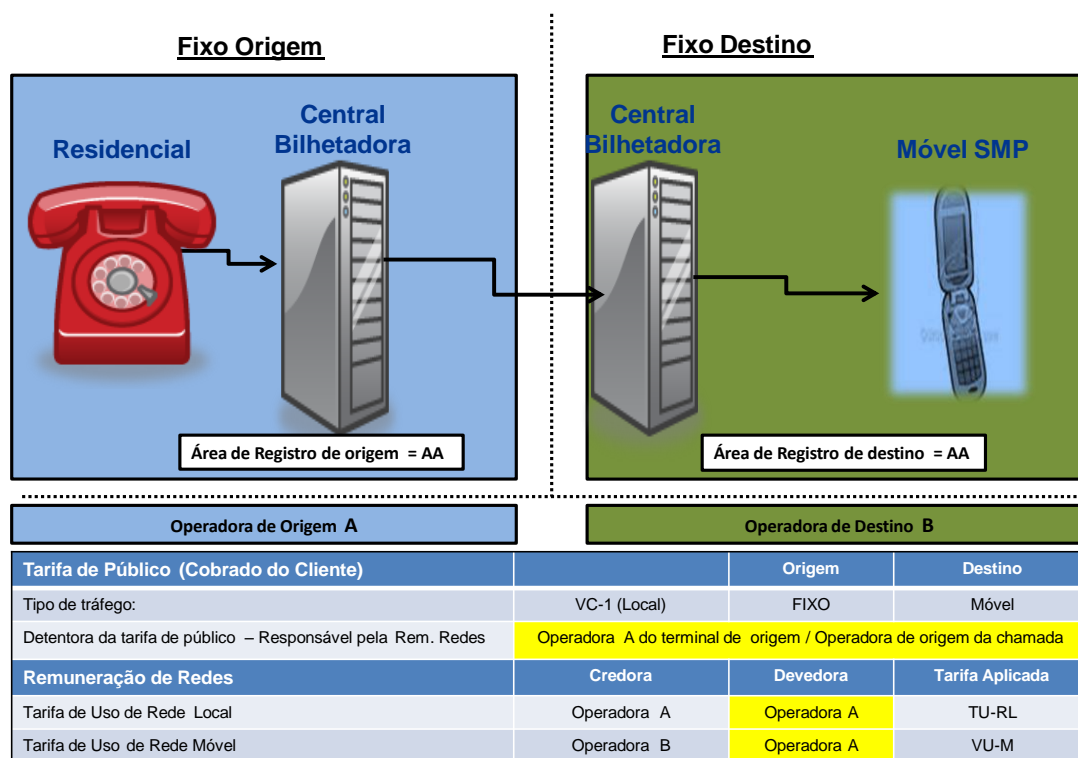 Fixo Origem
Fixo Destino
Residencial
Central
Bilhetadora
Central
Bilhetadora
Móvel SMP
Área de Registro de origem = AA
Área de Registro de destino = AA
Operadora de Origem A
Operadora de Destino B
Tarifa de Público (Cobrado do Cliente) Origem Destino
Tipo de tráfego: VC-1 (Local) FIXO Móvel
Detentora da tarifa de público – Responsável pela Rem. Redes Operadora A do terminal de origem / Operadora de origem da chamada
Remuneração de Redes Credora Devedora Tarifa Aplicada
Tarifa de Uso de Rede Local Operadora A Operadora A TU-RL
Tarifa de Uso de Rede Móvel Operadora B Operadora A VU-M